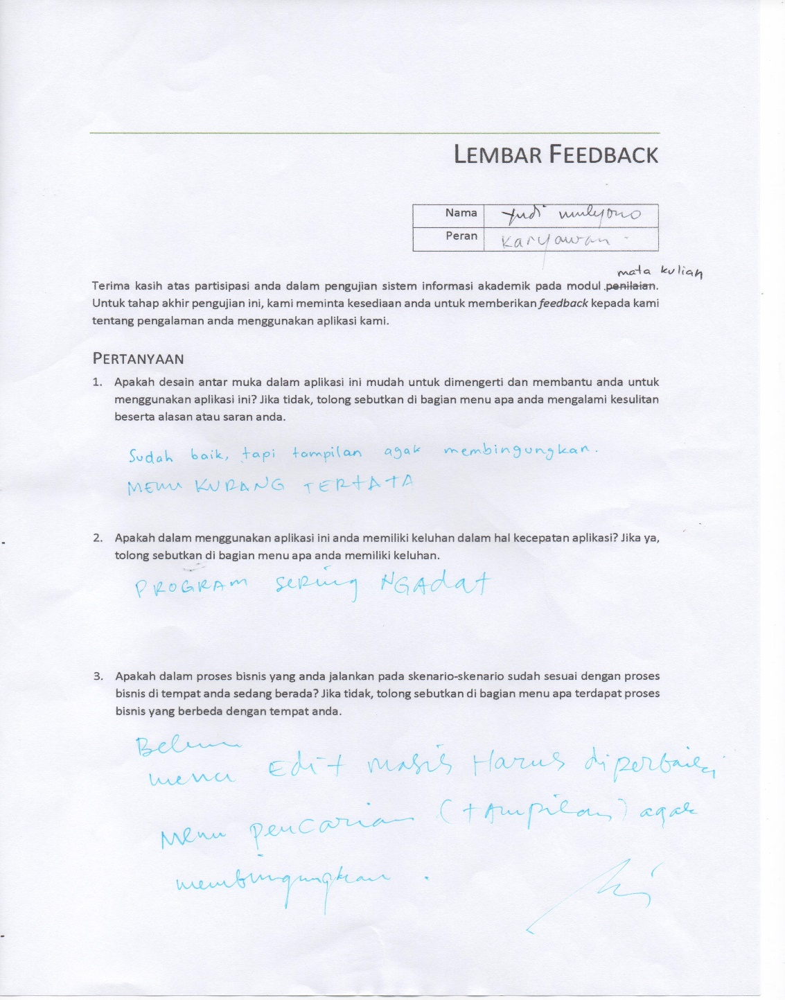 LEMBAR FEEDBACK
Nama Yudi Mulyono
Peran Karyawan.
mata kuliah
Terima kasih atas partisipasi anda dalam pengujian sistem informasi akademik pada modul penilaian.
Untuk tahap akhir pengujian ini, kami meminta kesediaan anda untuk memberikan feedback kepada kami
tentang pengalaman anda menggunakan aplikasi kami.
PERTANYAAN
1. Apakah desain antar muka dalam aplikasi ini mudah untuk dimengerti dan membantu anda untuk
menggunakan aplikasi ini? Jika tidak, tolong sebutkan di bagian menu apa anda mengalami kesulitan
beserta alasan atau saran anda.
Sudah baik, tapi tampilan agak membingungkan.
MENU KURANG TERTATA
2. Apakah dalam menggunakan aplikasi ini anda memiliki keluhan dalam hal kecepatan aplikasi? Jika ya,
tolong sebutkan di bagian menu apa anda memiliki keluhan.
PROGRAM SERING NGAdat
3. Apakah dalam proses bisnis yang anda jalankan pada skenario-skenario sudah sesuai dengan proses
bisnis di tempat anda sedang berada? Jika tidak, tolong sebutkan di bagian menu apa terdapat proses
bisnis yang berbeda dengan tempat anda.
Belum
menu Edit masih Harus diperbaiki
Menu pencarian (tampilan) agak
membingungkan.